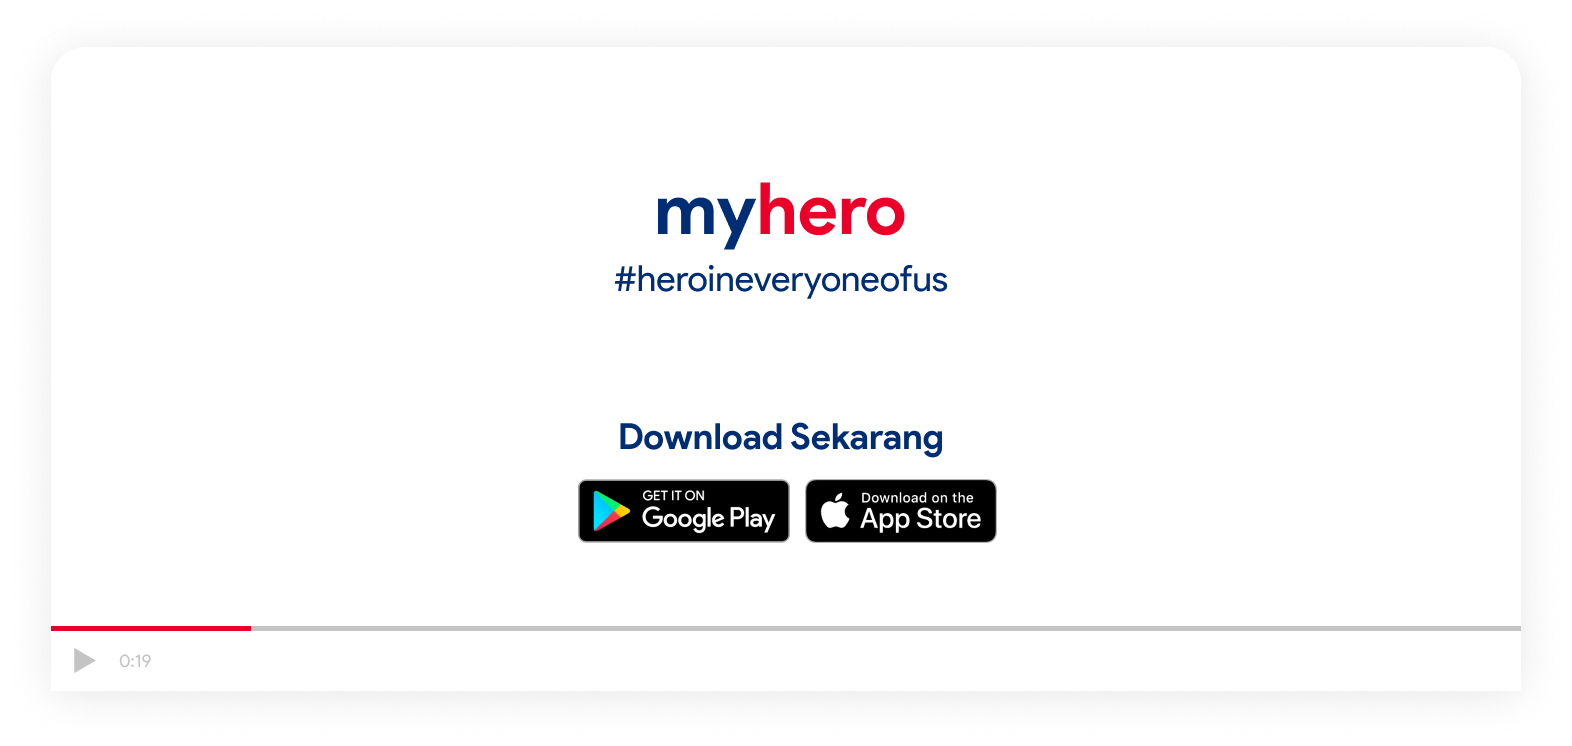 myhero
#heroineveryoneofus
Download Sekarang
GET IT ON
Google Play
Download on the
App Store
0:19